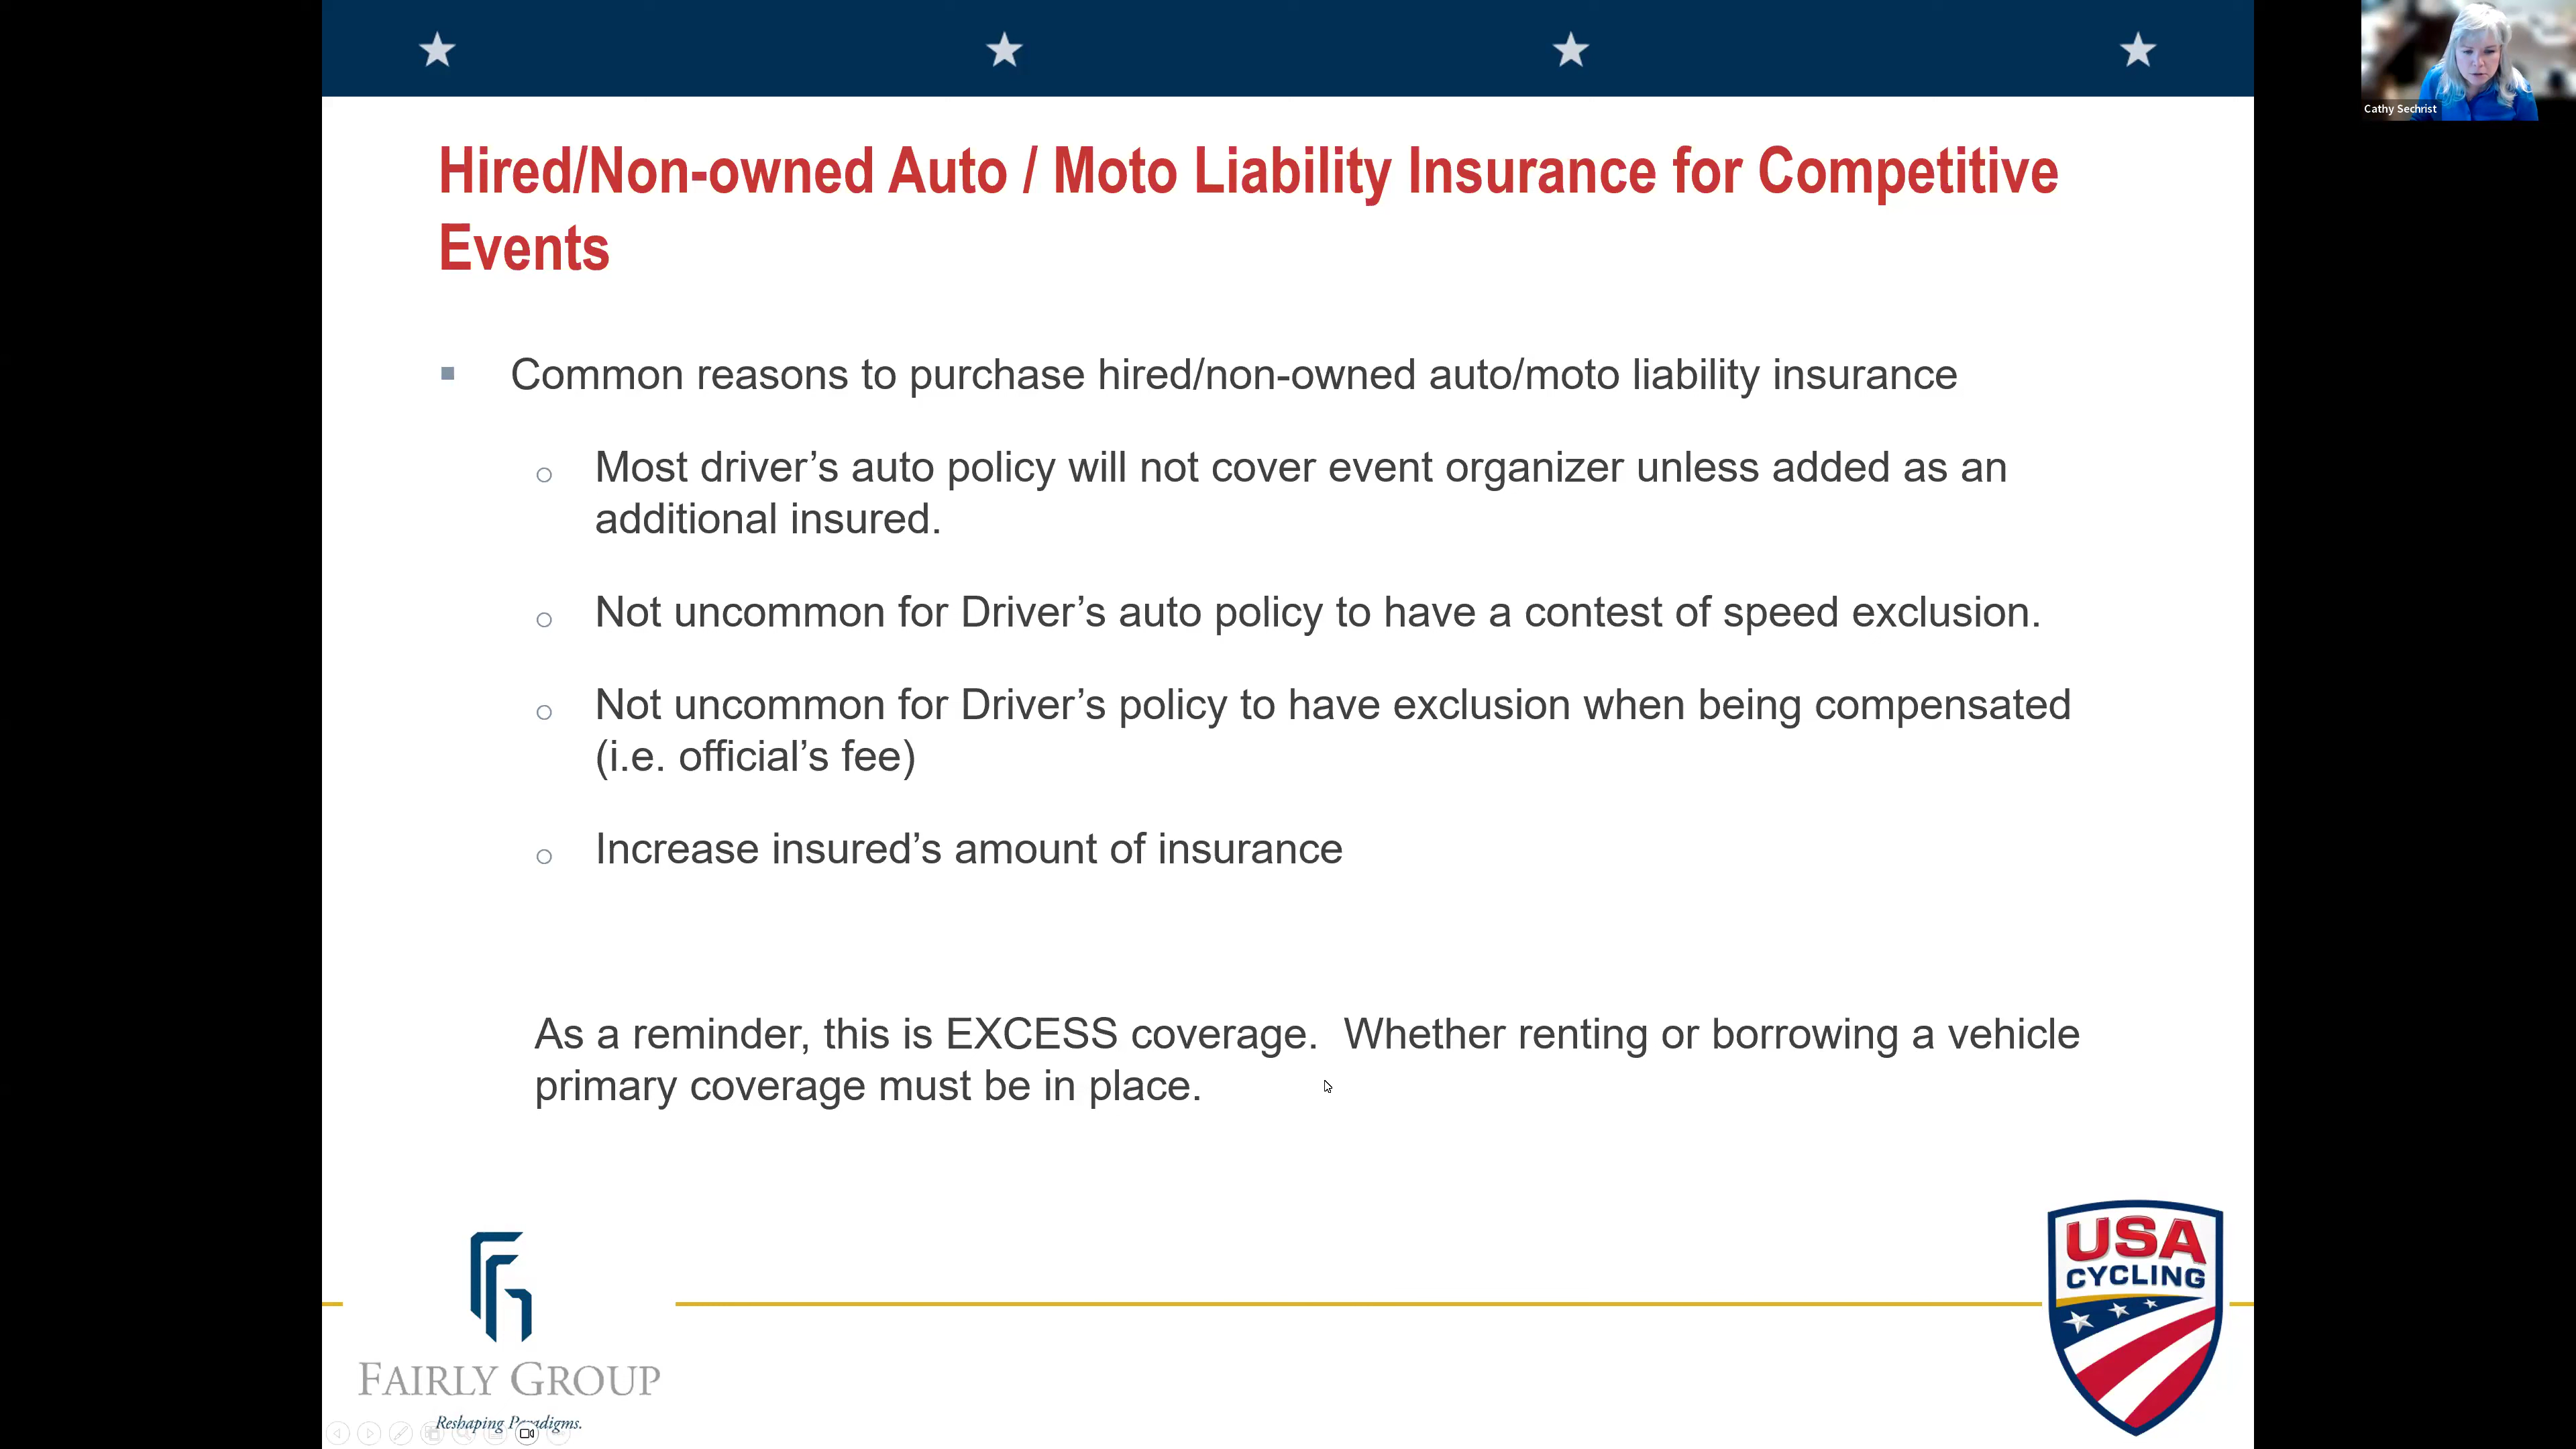 Cathy Sechrist
Hired/Non-owned Auto / Moto Liability Insurance for Competitive
Events
Common reasons to purchase hired/non-owned auto/moto liability insurance
Most driver’s auto policy will not cover event organizer unless added as an
additional insured.
Not uncommon for Driver’s auto policy to have a contest of speed exclusion.
Not uncommon for Driver’s policy to have exclusion when being compensated
(i.e. official’s fee)
Increase insured’s amount of insurance
As a reminder, this is EXCESS coverage.  Whether renting or borrowing a vehicle
primary coverage must be in place.
FAIRLY GROUP
Reshaping Paradigms.
USA
CYCLING